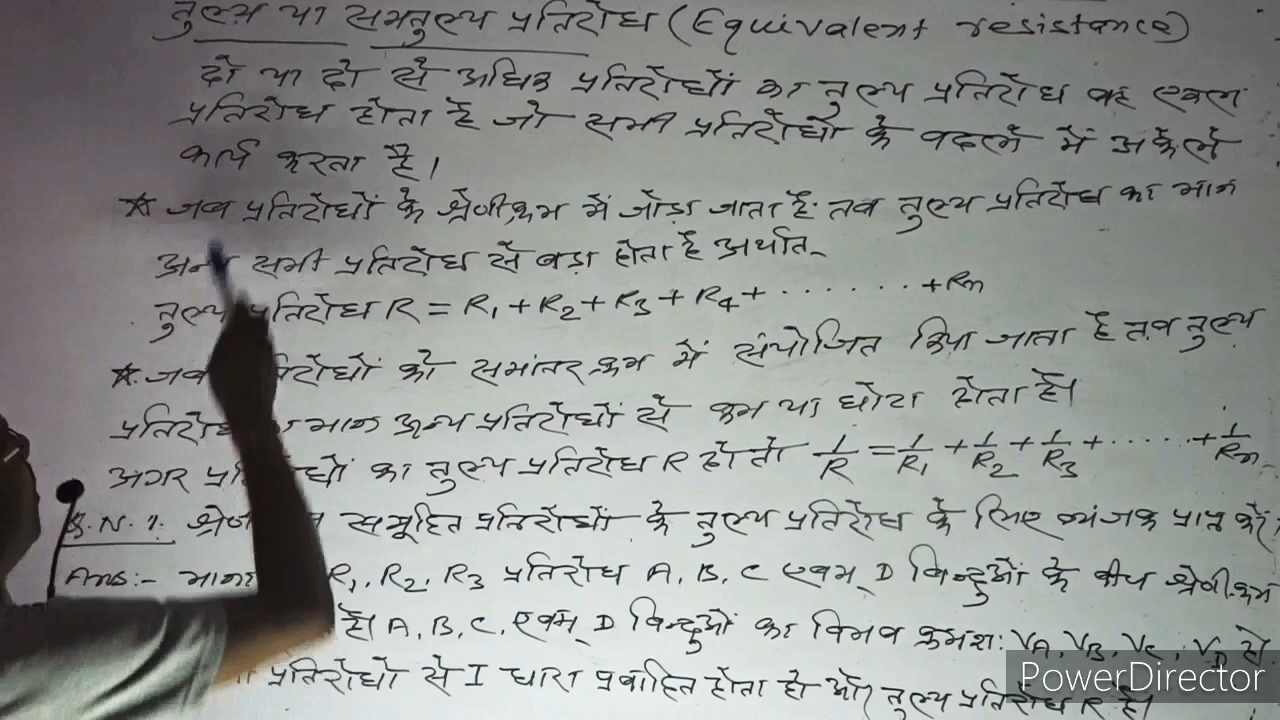 तुल्य या समतुल्य प्रतिरोध (Equivalent resistance)
दो या दो से अधिक प्रतिरोधों का तुल्य प्रतिरोध वह एकल
प्रतिरोध होता है जो सभी प्रतिरोधों के बदले में अकेले
कार्य करता है।
* जब प्रतिरोधों के श्रेणीक्रम में जोड़ा जाता है तब तुल्य प्रतिरोध का मान
अन्य सभी प्रतिरोध से बड़ा होता है अर्थात-
तुल्य प्रतिरोध R = R₁ + R₂ + R₃ + R₄ + ........ + Rn
* जब को समांतर क्रम में संयोजित किया जाता है तब तुल्य
मान अन्य प्रतिरोधों से कम या छोटा होता है।
अगर का तुल्य प्रतिरोध R हो तो 1/R = 1/R₁ + 1/R₂ + 1/R₃ + ...... + 1/Rn
Q.N.1. समूहित प्रतिरोधों के तुल्य प्रतिरोध के लिए व्यंजक प्राप्त करें।
Ans:- माना R₁, R₂, R₃ प्रतिरोध A, B, C एवम् D बिन्दुओं के बीच श्रेणीक्रम
है। A, B, C, एवम् D बिन्दुओं का विभव क्रमश: VA, VB, VC, VD हो
प्रतिरोधों से I धारा प्रवाहित होता हो और तुल्य प्रतिरोध R है।
PowerDirector